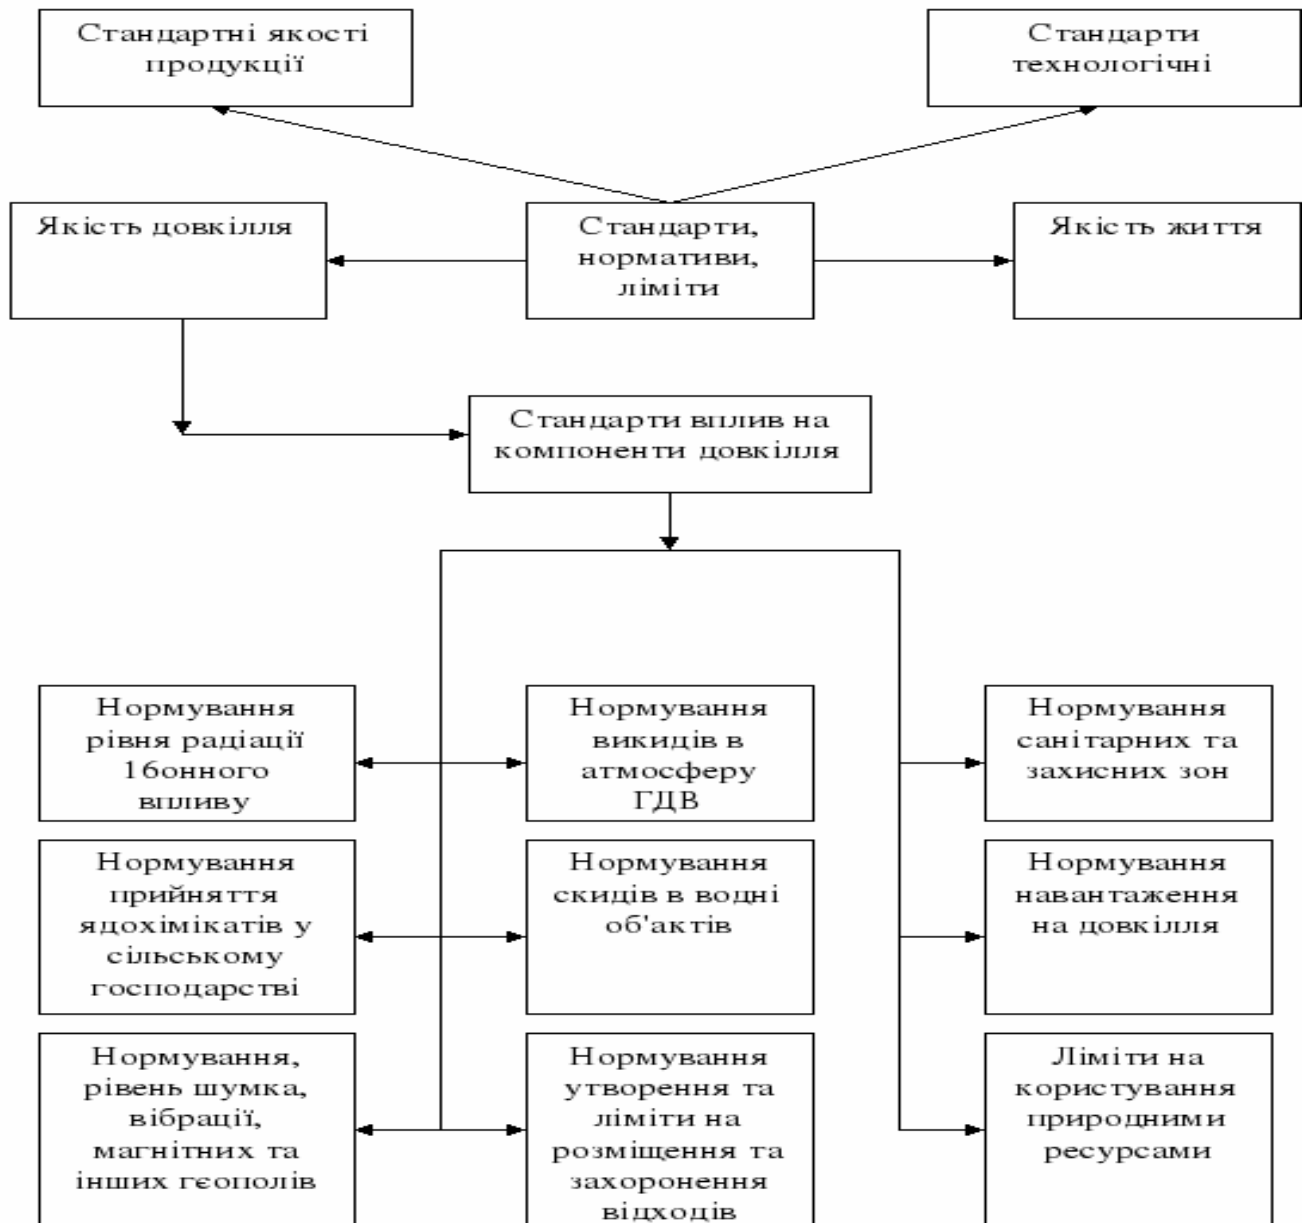 Стандартні якості
продукції
Стандарти
технологічні
Якість довкілля
Стандарти,
нормативи,
ліміти
Якість життя
Стандарти вплив на
компоненти довкілля
Нормування
рівня радіації
16онного
впливу
Нормування
викидів в
атмосферу
ГДВ
Нормування
санітарних та
захисних зон
Нормування
прийняття
ядохімікатів у
сільському
господарстві
Нормування
скидів в водні
об'актів
Нормування
навантаження
на довкілля
Нормування,
рівень шумка,
вібрації,
магнітних та
інших гєополів
Нормування
утворення та
ліміти на
розміщення та
захоронення
відходів
Ліміти на
користування
природними
ресурсами